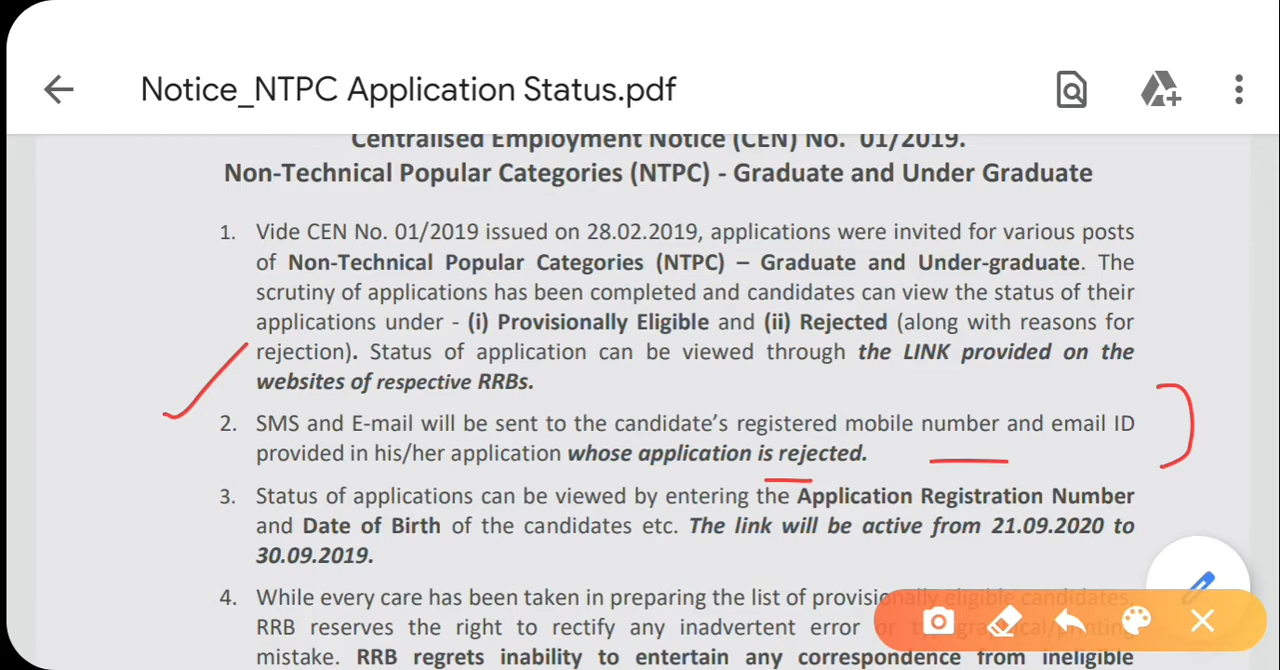 Notice_NTPC Application Status.pdf
Centralised Employment Notice (CEN) No. 01/2019.
Non-Technical Popular Categories (NTPC) - Graduate and Under Graduate
1. Vide CEN No. 01/2019 issued on 28.02.2019, applications were invited for various posts
of Non-Technical Popular Categories (NTPC) – Graduate and Under-graduate. The
scrutiny of applications has been completed and candidates can view the status of their
applications under - (i) Provisionally Eligible and (ii) Rejected (along with reasons for
rejection). Status of application can be viewed through the LINK provided on the
websites of respective RRBs.
2. SMS and E-mail will be sent to the candidate's registered mobile number and email ID
provided in his/her application whose application is rejected.
3. Status of applications can be viewed by entering the Application Registration Number
and Date of Birth of the candidates etc. The link will be active from 21.09.2020 to
30.09.2019.
4. While every care has been taken in preparing the list of provisionally eligible candidates,
RRB reserves the right to rectify any inadvertent error or typographical/printing
mistake. RRB regrets inability to entertain any correspondence from ineligible